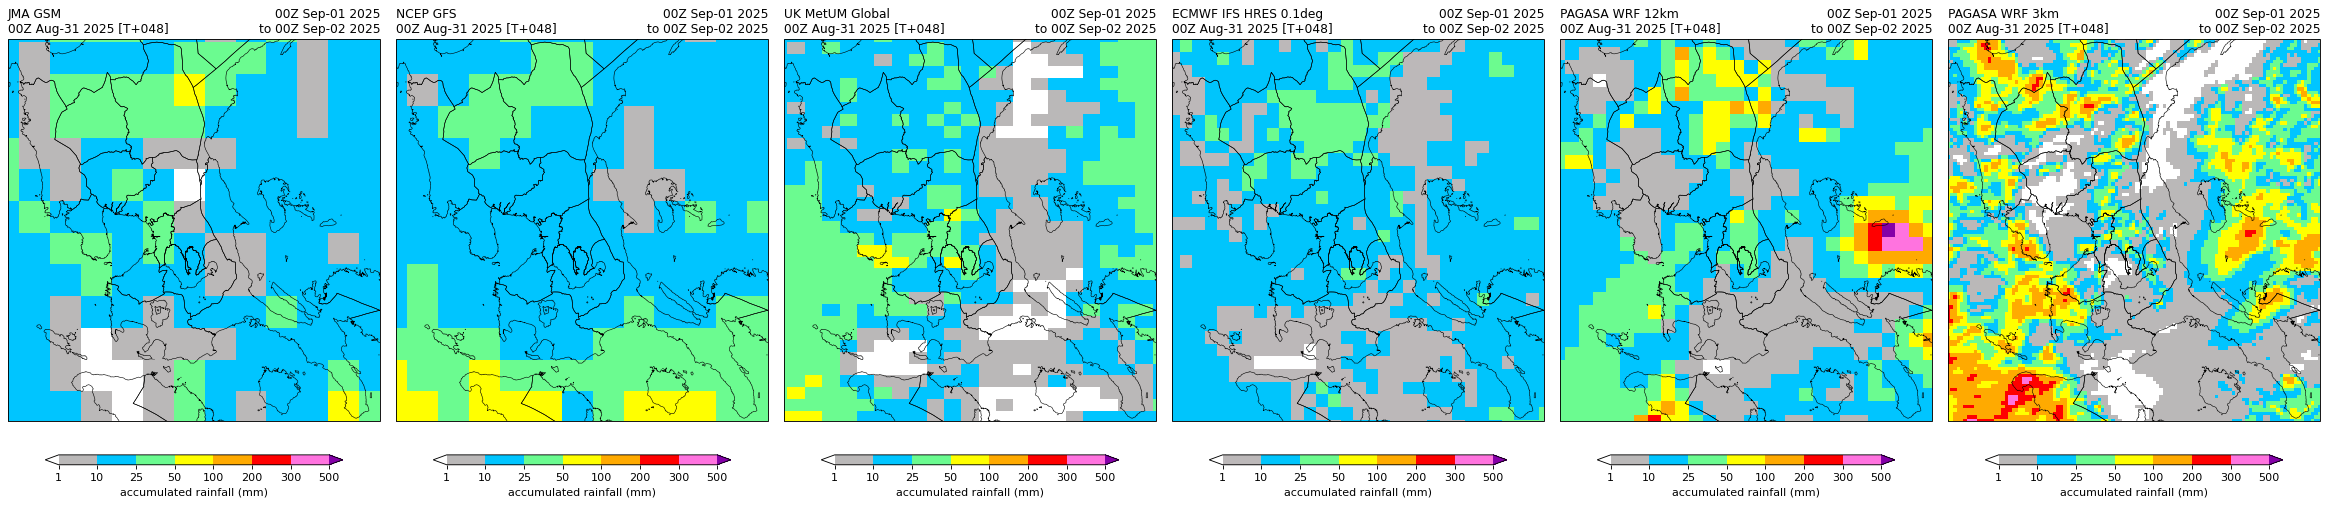 JMA GSM 00Z Sep-01 2025
00Z Aug-31 2025 [T+048] to 00Z Sep-02 2025
1 10 25 50 100 200 300 500
accumulated rainfall (mm)
NCEP GFS 00Z Sep-01 2025
00Z Aug-31 2025 [T+048] to 00Z Sep-02 2025
1 10 25 50 100 200 300 500
accumulated rainfall (mm)
UK MetUM Global 00Z Sep-01 2025
00Z Aug-31 2025 [T+048] to 00Z Sep-02 2025
1 10 25 50 100 200 300 500
accumulated rainfall (mm)
ECMWF IFS HRES 0.1deg 00Z Sep-01 2025
00Z Aug-31 2025 [T+048] to 00Z Sep-02 2025
1 10 25 50 100 200 300 500
accumulated rainfall (mm)
PAGASA WRF 12km 00Z Sep-01 2025
00Z Aug-31 2025 [T+048] to 00Z Sep-02 2025
1 10 25 50 100 200 300 500
accumulated rainfall (mm)
PAGASA WRF 3km 00Z Sep-01 2025
00Z Aug-31 2025 [T+048] to 00Z Sep-02 2025
1 10 25 50 100 200 300 500
accumulated rainfall (mm)